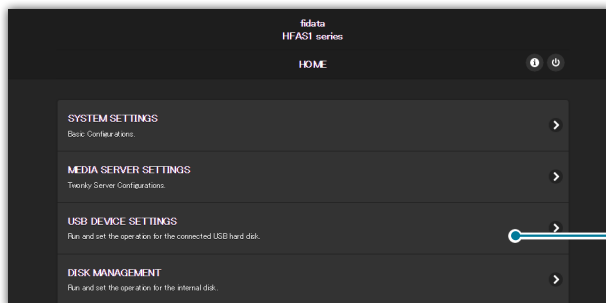 fidata
HFAS1 series
HOME
SYSTEM SETTINGS
Basic Configurations.
MEDIA SERVER SETTINGS
Twonky Server Configurations.
USB DEVICE SETTINGS
Run and set the operation for the connected USB hard disk.
DISK MANAGEMENT
Run and set the operation for the internal disk.